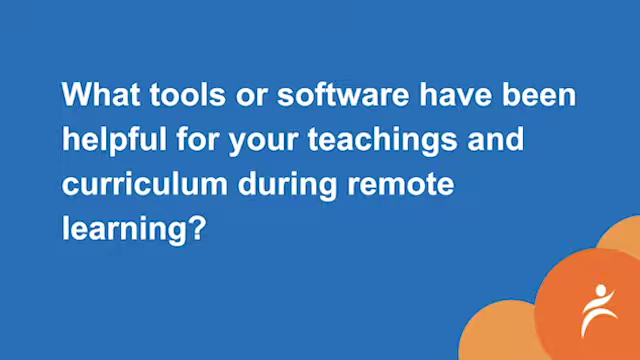 What tools or software have been
helpful for your teachings and
curriculum during remote
learning?